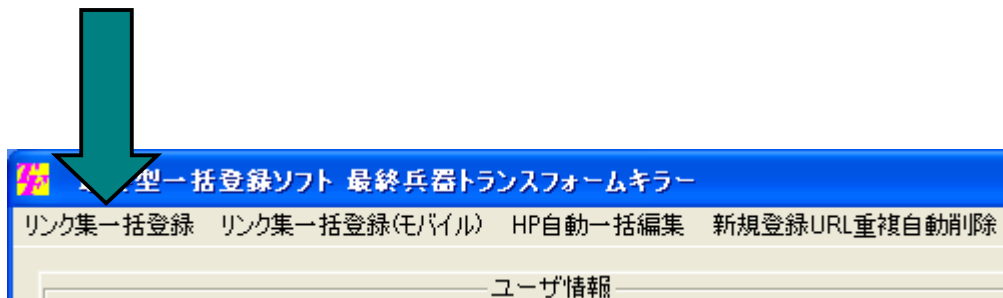 型一括登録ソフト 最終兵器トランスフォームキラー
リンク集一括登録 リンク集一括登録(モバイル) HP自動一括編集 新規登録URL重複自動削除
ユーザ情報